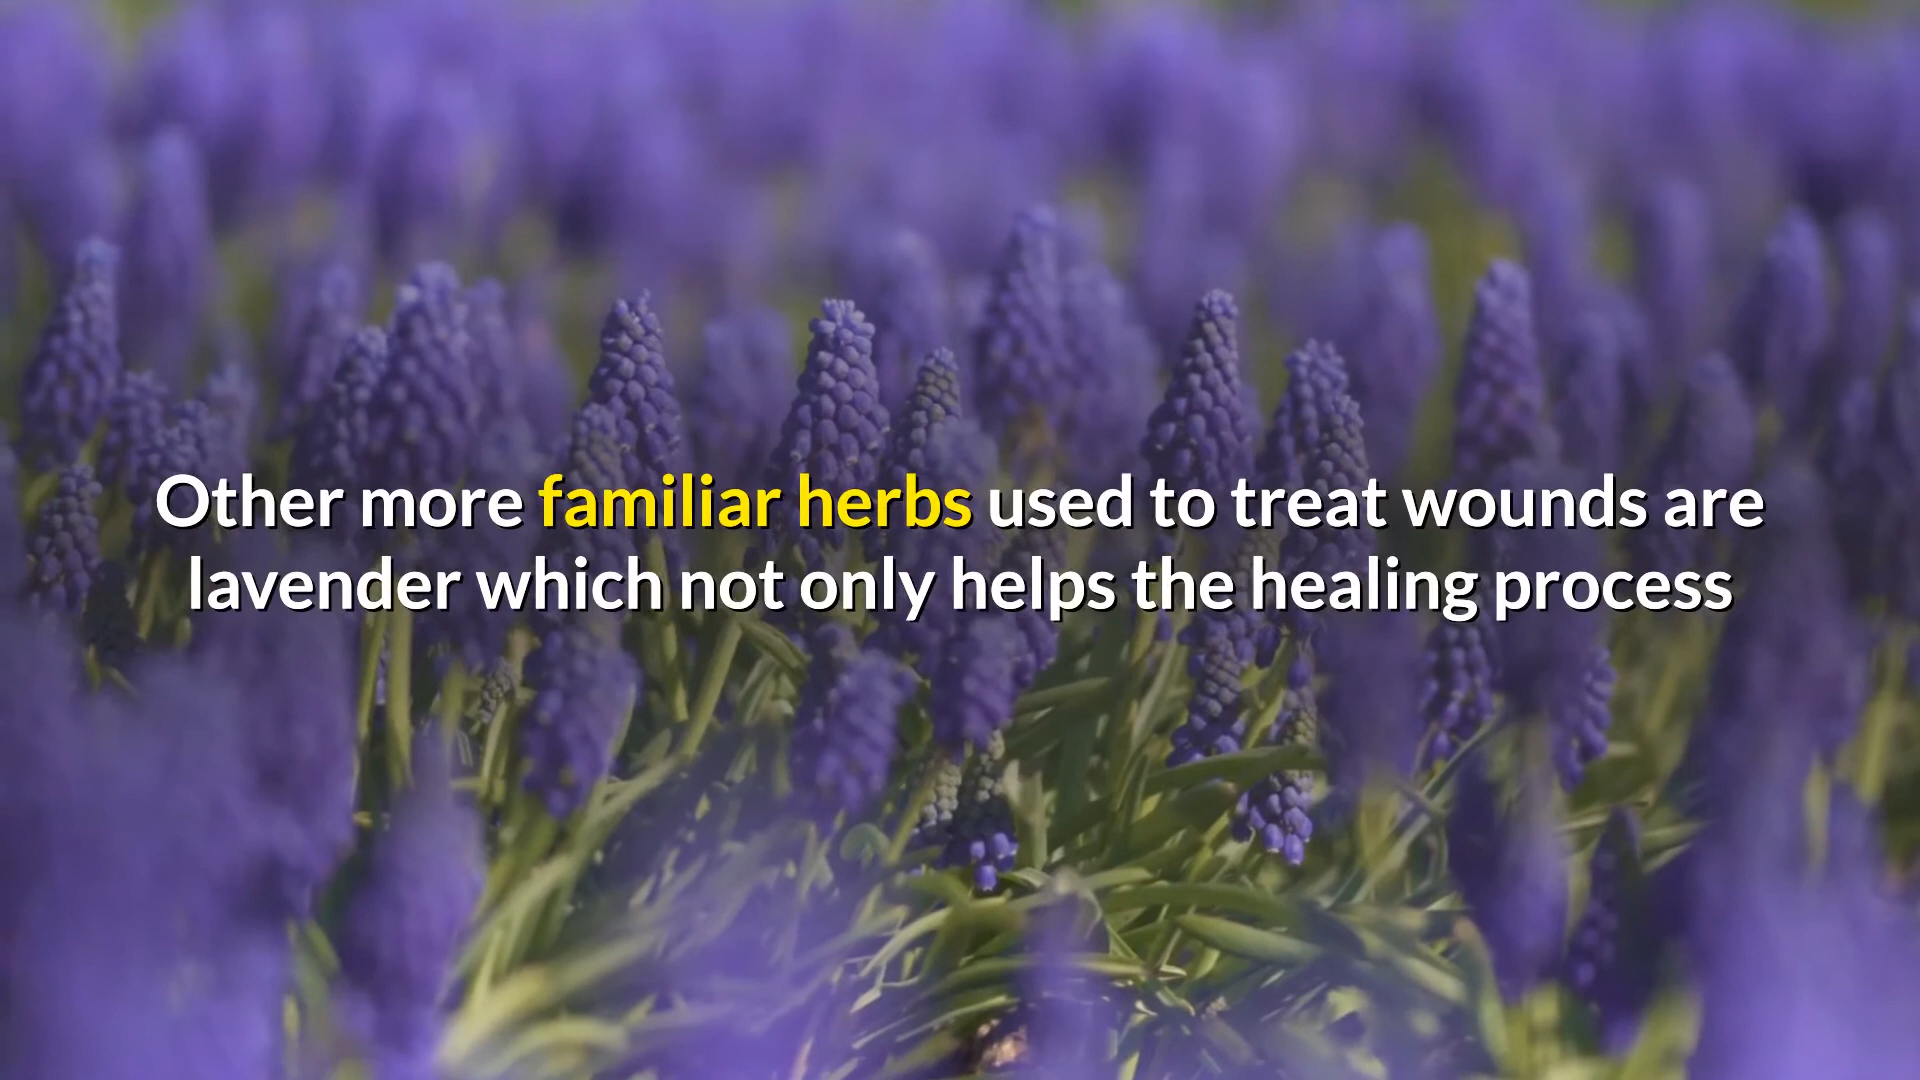 Other more familiar herbs used to treat wounds are
lavender which not only helps the healing process